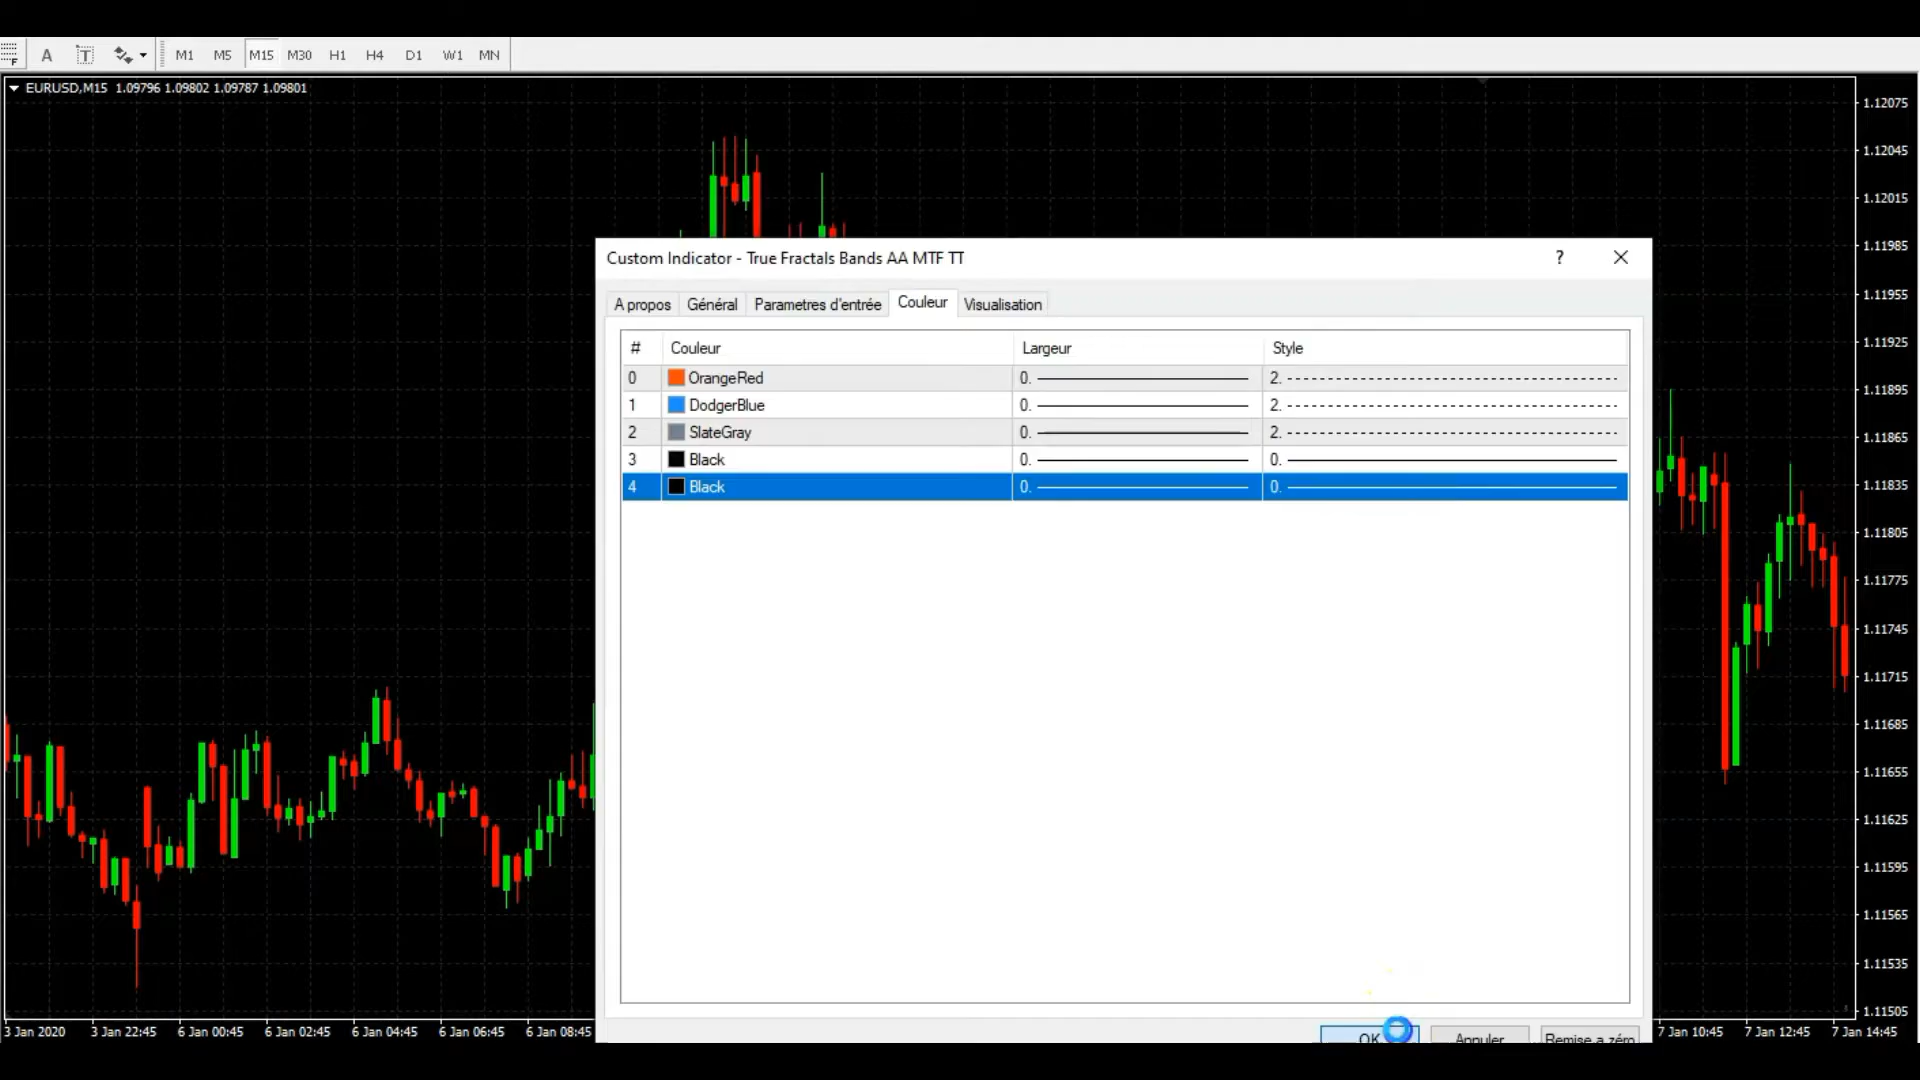 A T M1 M5 M15 M30 H1 H4 D1 W1 MN
EURUSD,M15 1.09796 1.09802 1.09787 1.09801
Custom Indicator - True Fractals Bands AA MTF TT ?
A propos Général Parametres d'entrée Couleur Visualisation
# Couleur Largeur Style
0 OrangeRed 0. 2.
1 DodgerBlue 0. 2.
2 SlateGray 0. 2.
3 Black 0. 0.
4 Black 0. 0.
OK Annuler Remise a zéro
1.12075
1.12045
1.12015
1.11985
1.11955
1.11925
1.11895
1.11865
1.11835
1.11805
1.11775
1.11745
1.11715
1.11685
1.11655
1.11625
1.11595
1.11565
1.11535
1.11505
3 Jan 2020 3 Jan 22:45 6 Jan 00:45 6 Jan 02:45 6 Jan 04:45 6 Jan 06:45 6 Jan 08:45 7 Jan 10:45 7 Jan 12:45 7 Jan 14:45